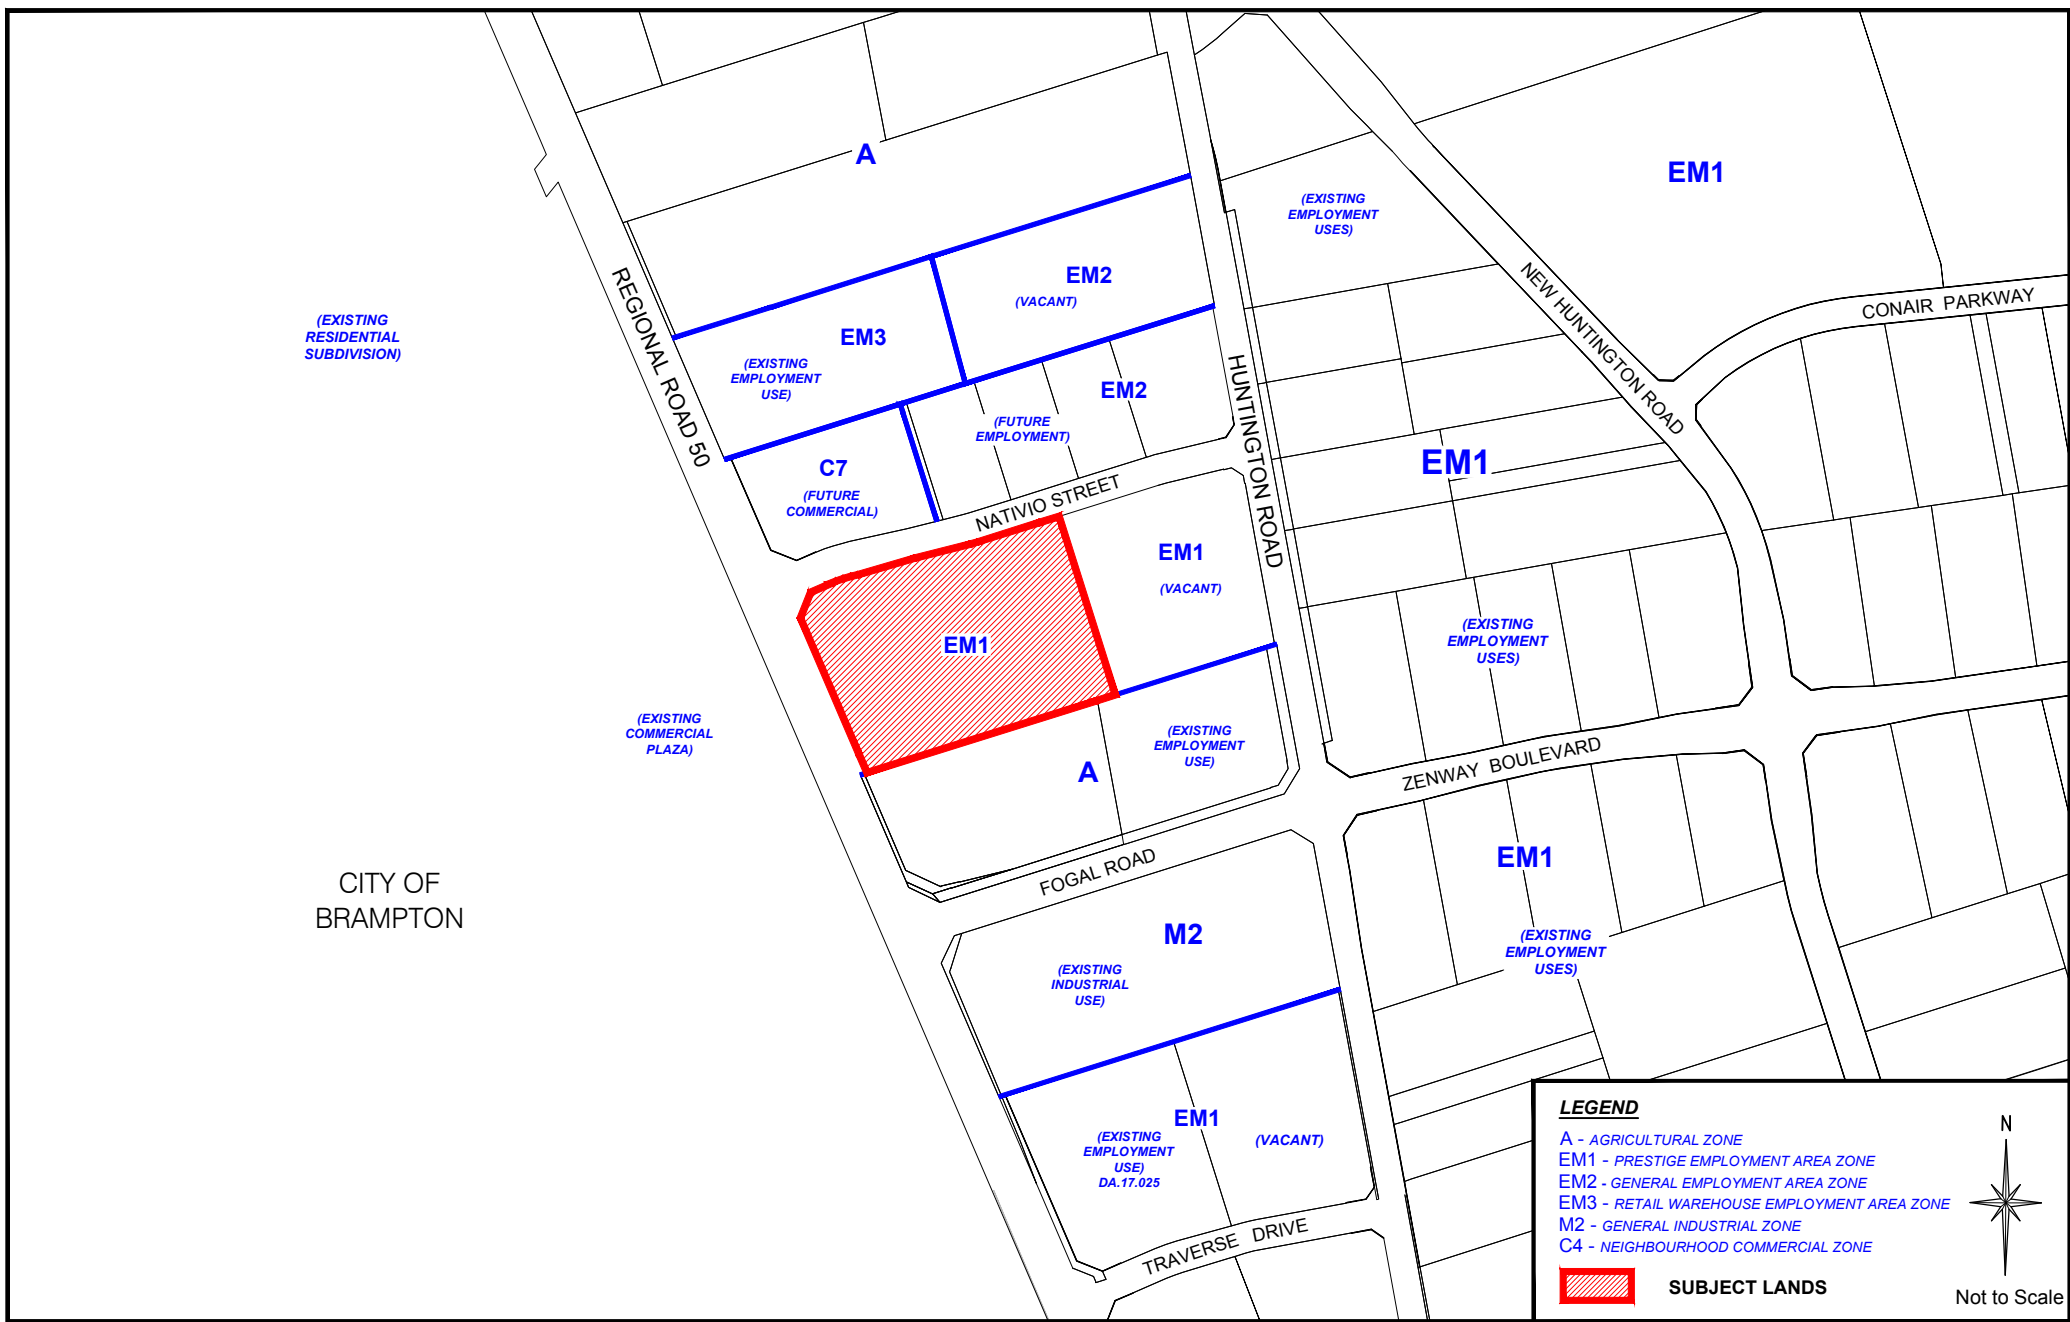 A
EM1
(EXISTING
EMPLOYMENT
USES)
EM2
(VACANT)
NEW HUNTINGTON ROAD
CONAIR PARKWAY
(EXISTING
RESIDENTIAL
SUBDIVISION)
REGIONAL ROAD 50
EM3
(EXISTING
EMPLOYMENT
USE)
EM2
(FUTURE
EMPLOYMENT)
HUNTINGTON ROAD
C7
(FUTURE
COMMERCIAL)
EM1
NATIVIO STREET
EM1
(VACANT)
EM1
(EXISTING
EMPLOYMENT
USES)
(EXISTING
COMMERCIAL
PLAZA)
(EXISTING
EMPLOYMENT
USE)
A
ZENWAY BOULEVARD
FOGAL ROAD
EM1
CITY OF
BRAMPTON
M2
(EXISTING
EMPLOYMENT
USES)
(EXISTING
INDUSTRIAL
USE)
EM1
(EXISTING
EMPLOYMENT
USE)
DA.17.025
(VACANT)
TRAVERSE DRIVE
LEGEND
A - AGRICULTURAL ZONE
EM1 - PRESTIGE EMPLOYMENT AREA ZONE
EM2 - GENERAL EMPLOYMENT AREA ZONE
EM3 - RETAIL WAREHOUSE EMPLOYMENT AREA ZONE
M2 - GENERAL INDUSTRIAL ZONE
C4 - NEIGHBOURHOOD COMMERCIAL ZONE
SUBJECT LANDS
N
Not to Scale